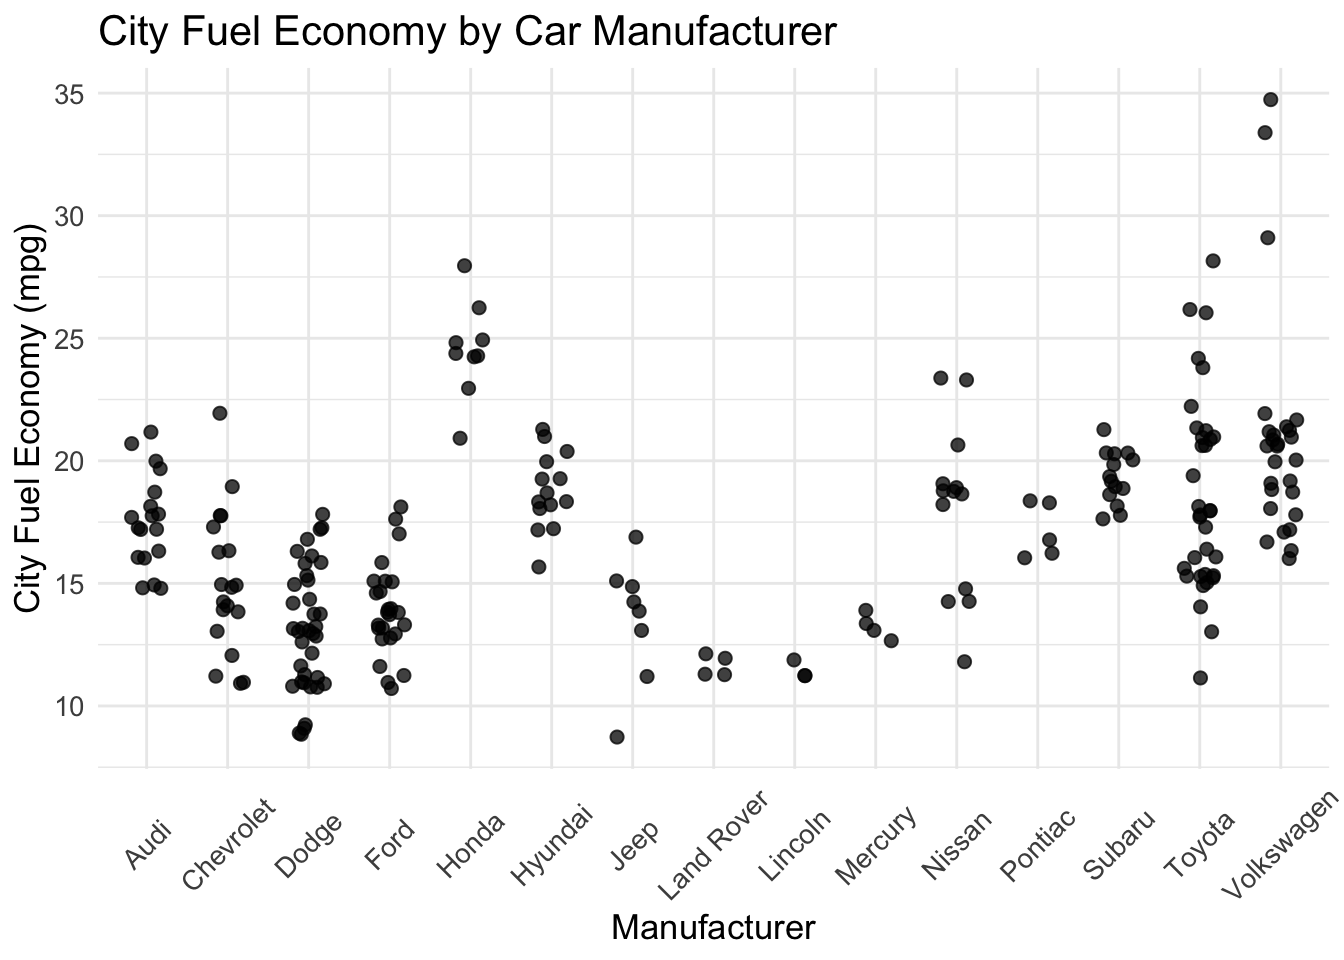 City Fuel Economy by Car Manufacturer
City Fuel Economy (mpg)
35
30
25
20
15
10
Audi
Chevrolet
Dodge
Ford
Honda
Hyundai
Jeep
Land Rover
Lincoln
Mercury
Nissan
Pontiac
Subaru
Toyota
Volkswagen
Manufacturer